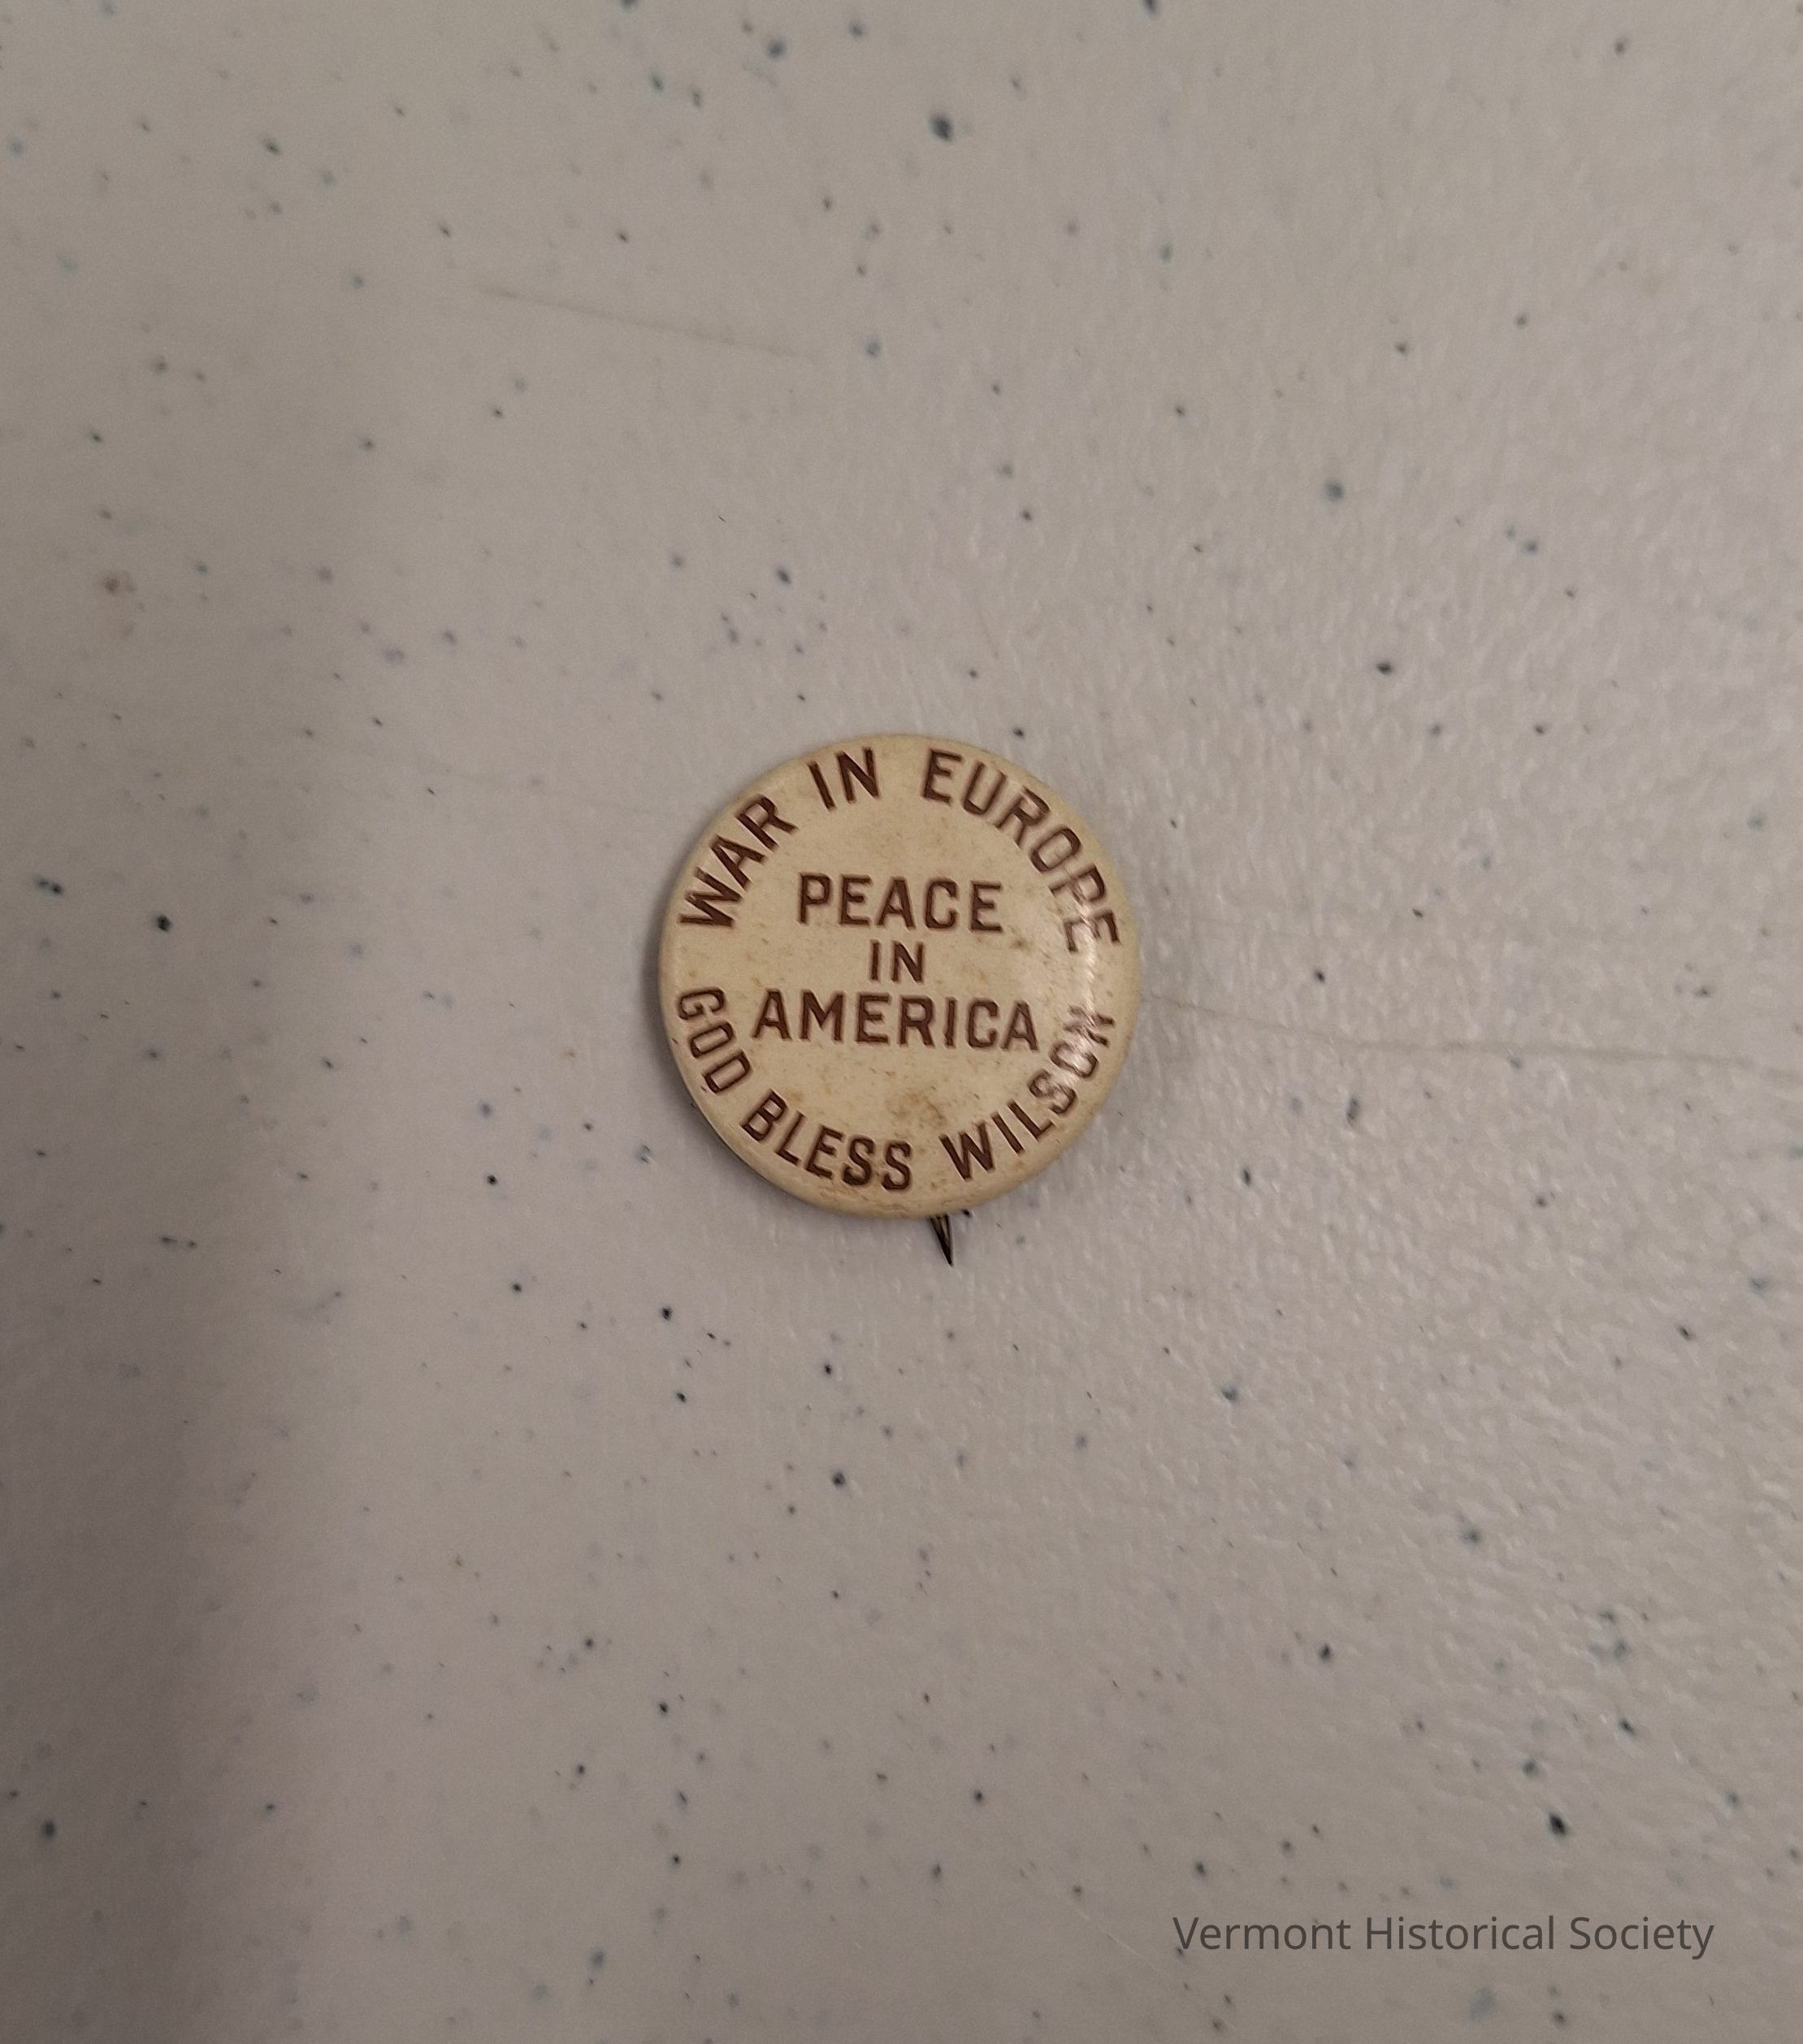 WAR IN EUROPE
PEACE
IN
AMERICA
GOD BLESS WILSON
Vermont Historical Society